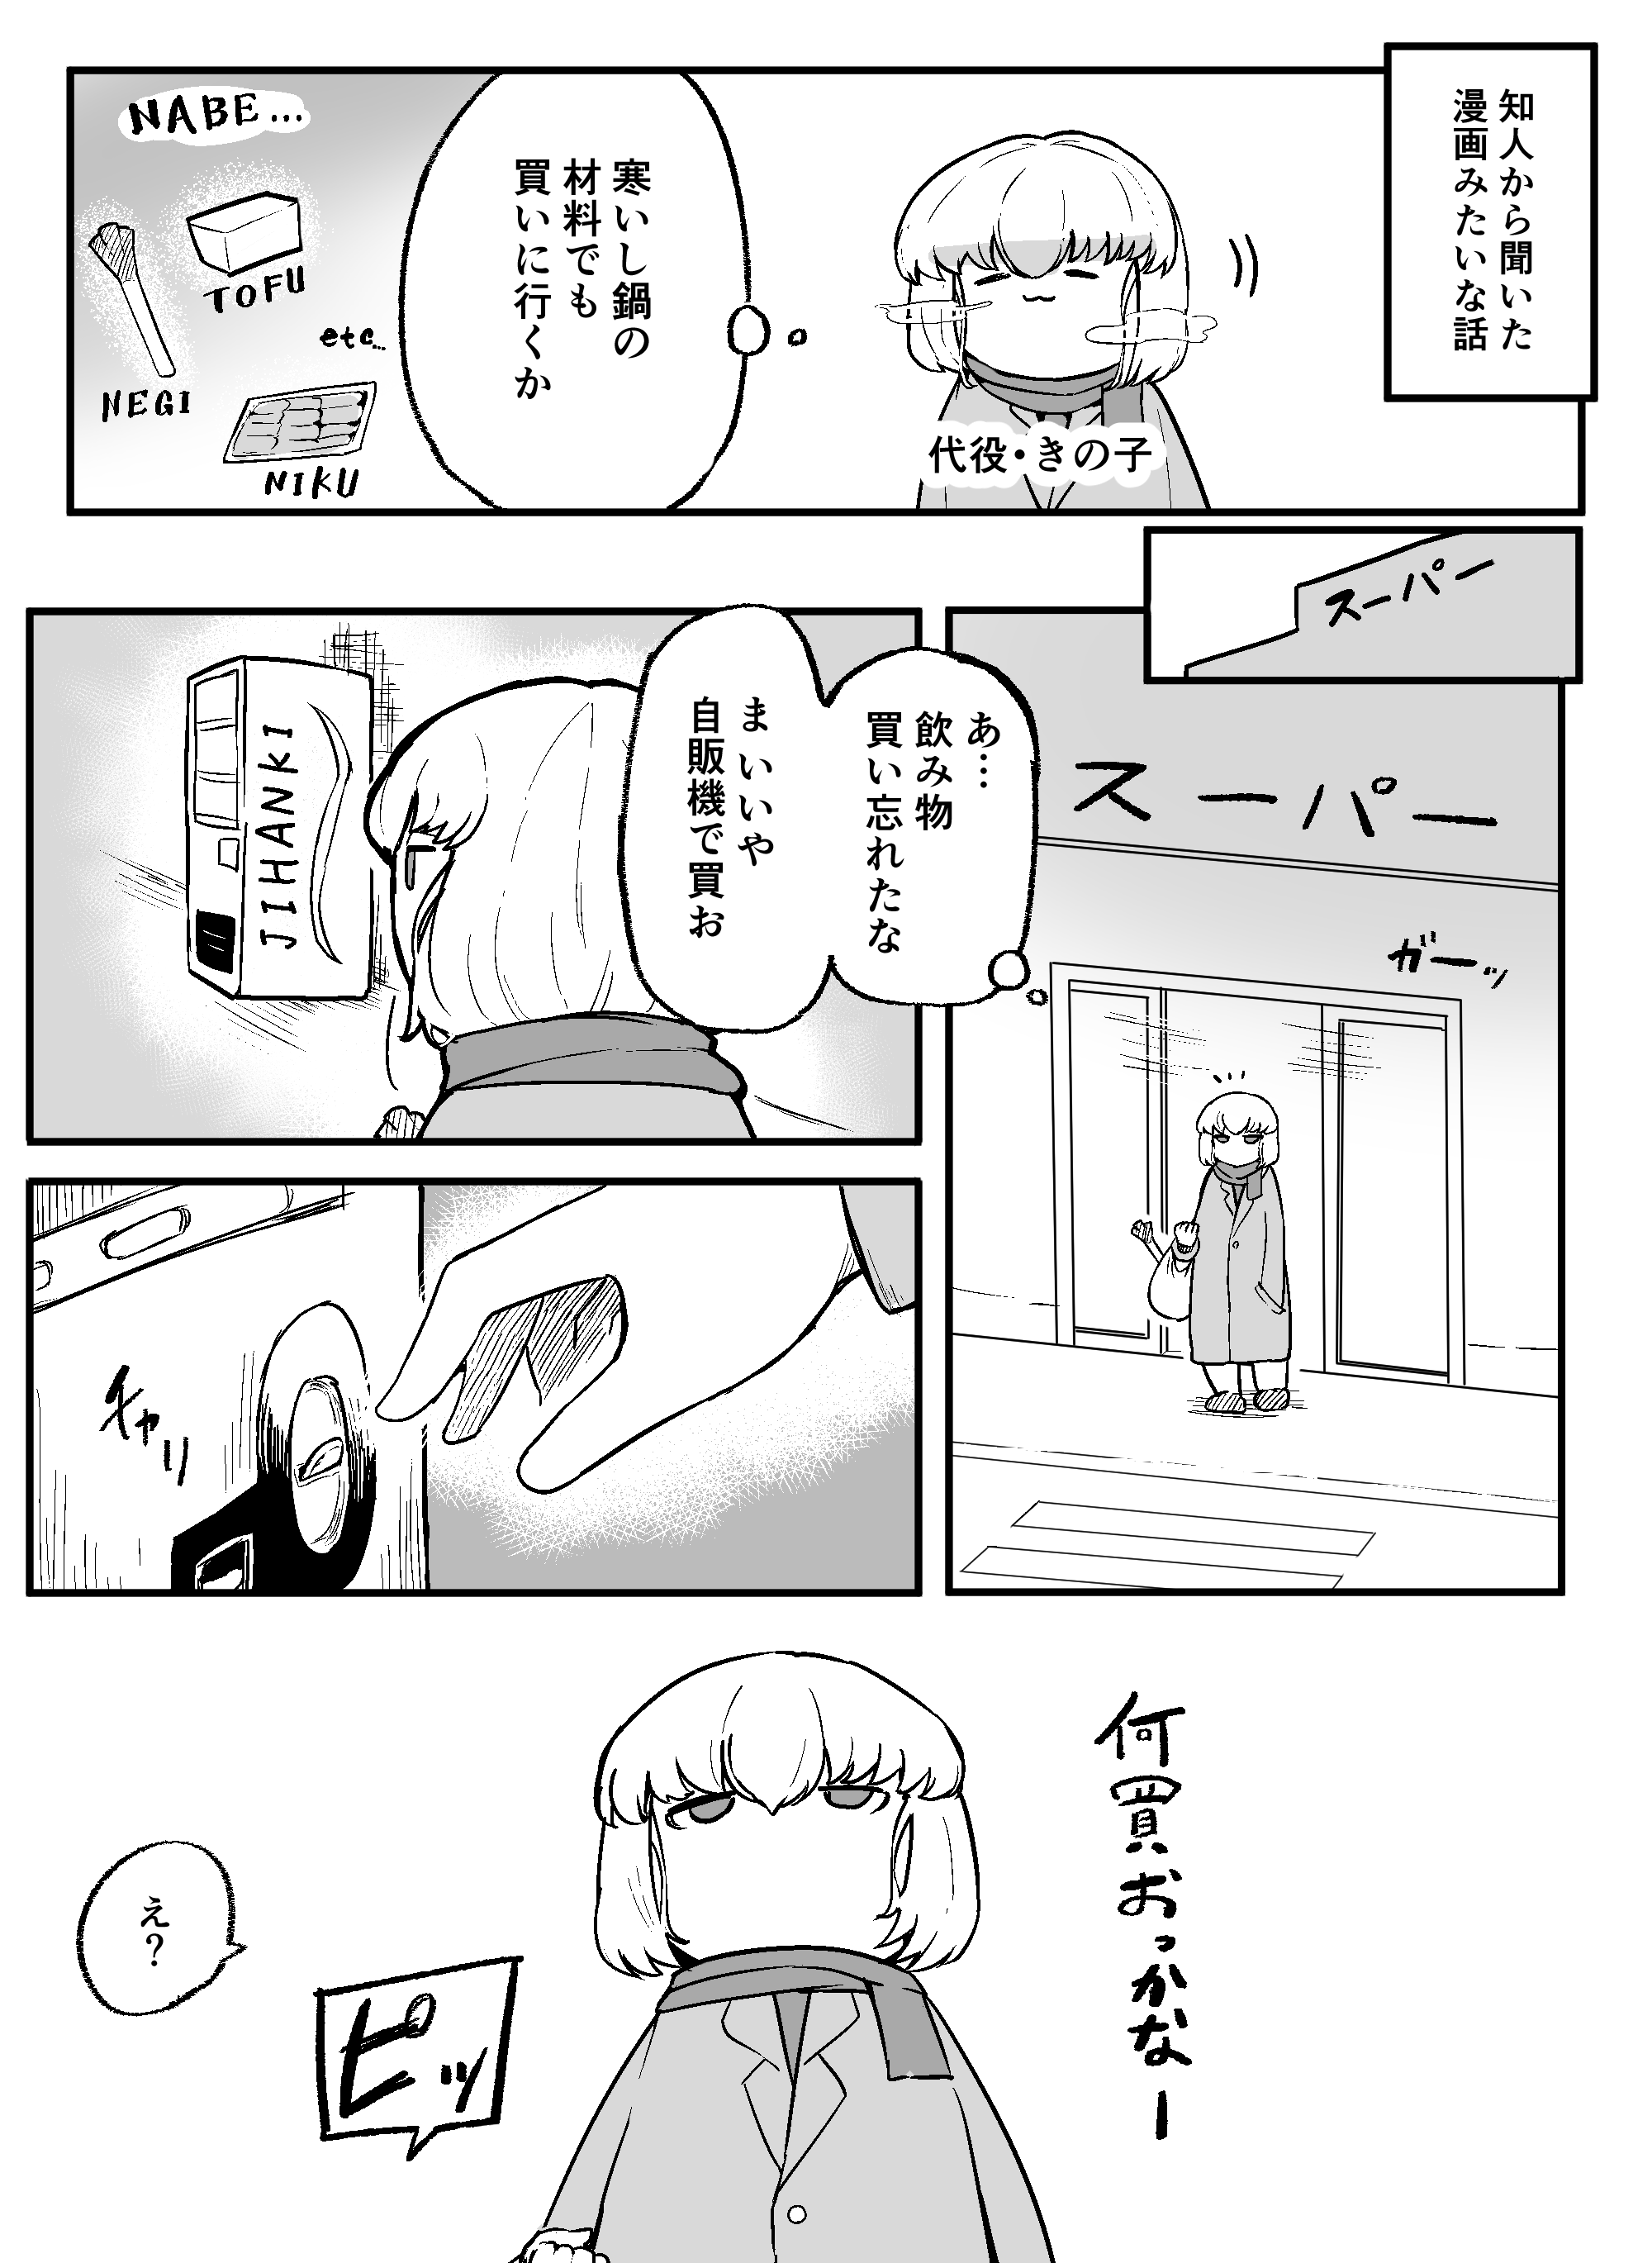 知人から聞いた
漫画みたいな話
寒いし鍋の
材料でも
買いに行くか
代役・きの子
NABE...
TOFU
NEGI
etc...
NIKU
スーパー
スーパー
ガーッ
あ…
飲み物
買い忘れたな
まいいや
自販機で買お
JIHANKI
チャリ
何買おっかなー
ピッ
え?